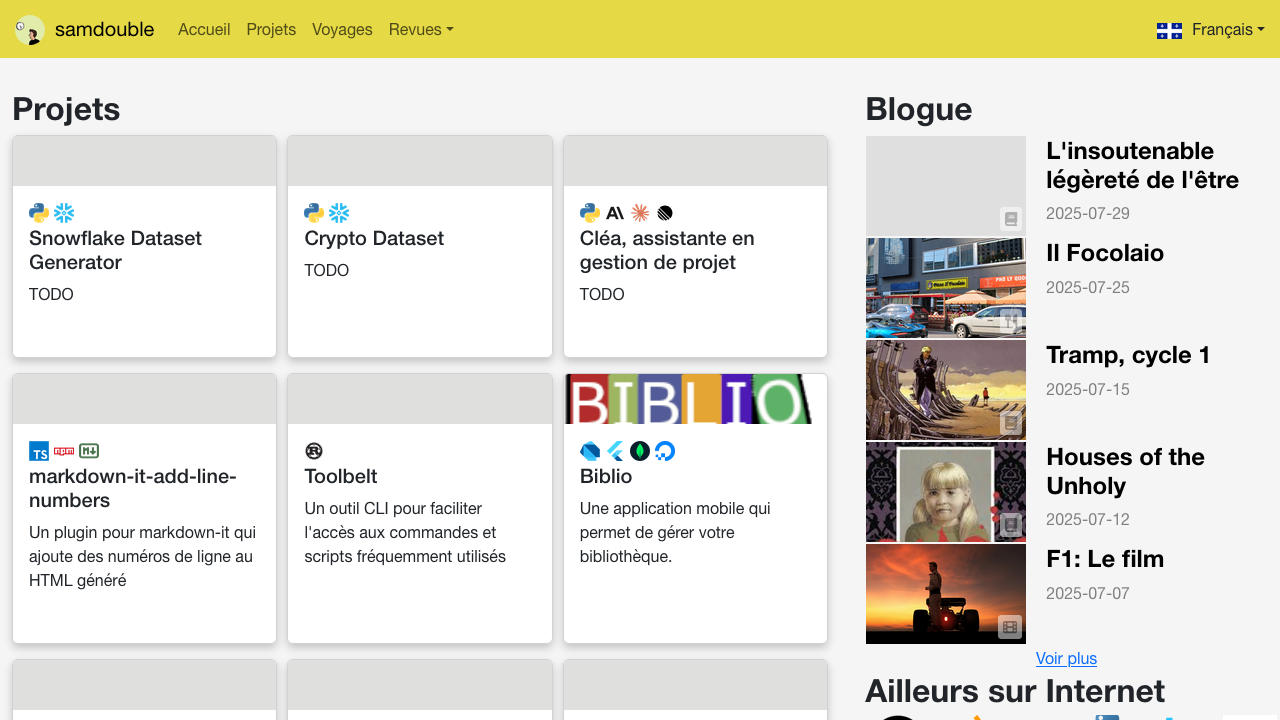 samdouble
Accueil
Projets
Voyages
Revues
Français
Projets
Snowflake Dataset
Generator
TODO
Crypto Dataset
TODO
Cléa, assistante en
gestion de projet
TODO
TS
npm
markdown-it-add-line-
numbers
Un plugin pour markdown-it qui
ajoute des numéros de ligne au
HTML généré
Toolbelt
Un outil CLI pour faciliter
l'accès aux commandes et
scripts fréquemment utilisés
BIBLIO
Biblio
Une application mobile qui
permet de gérer votre
bibliothèque.
Blogue
L'insoutenable
légèreté de l'être
2025-07-29
Il Focolaio
2025-07-25
Tramp, cycle 1
2025-07-15
Houses of the
Unholy
2025-07-12
F1: Le film
2025-07-07
Voir plus
Ailleurs sur Internet